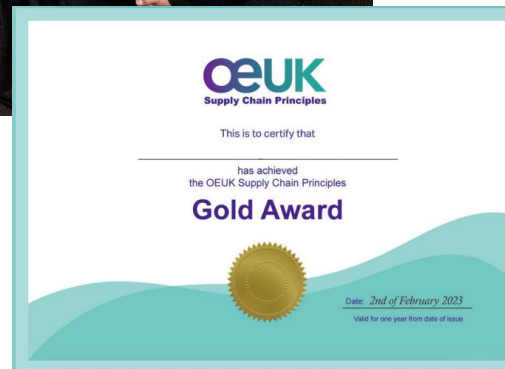 OEUK
Supply Chain Principles
This is to certify that
has achieved
the OEUK Supply Chain Principles
Gold Award
Date: 2nd of February 2023
Valid for one year from date of issue